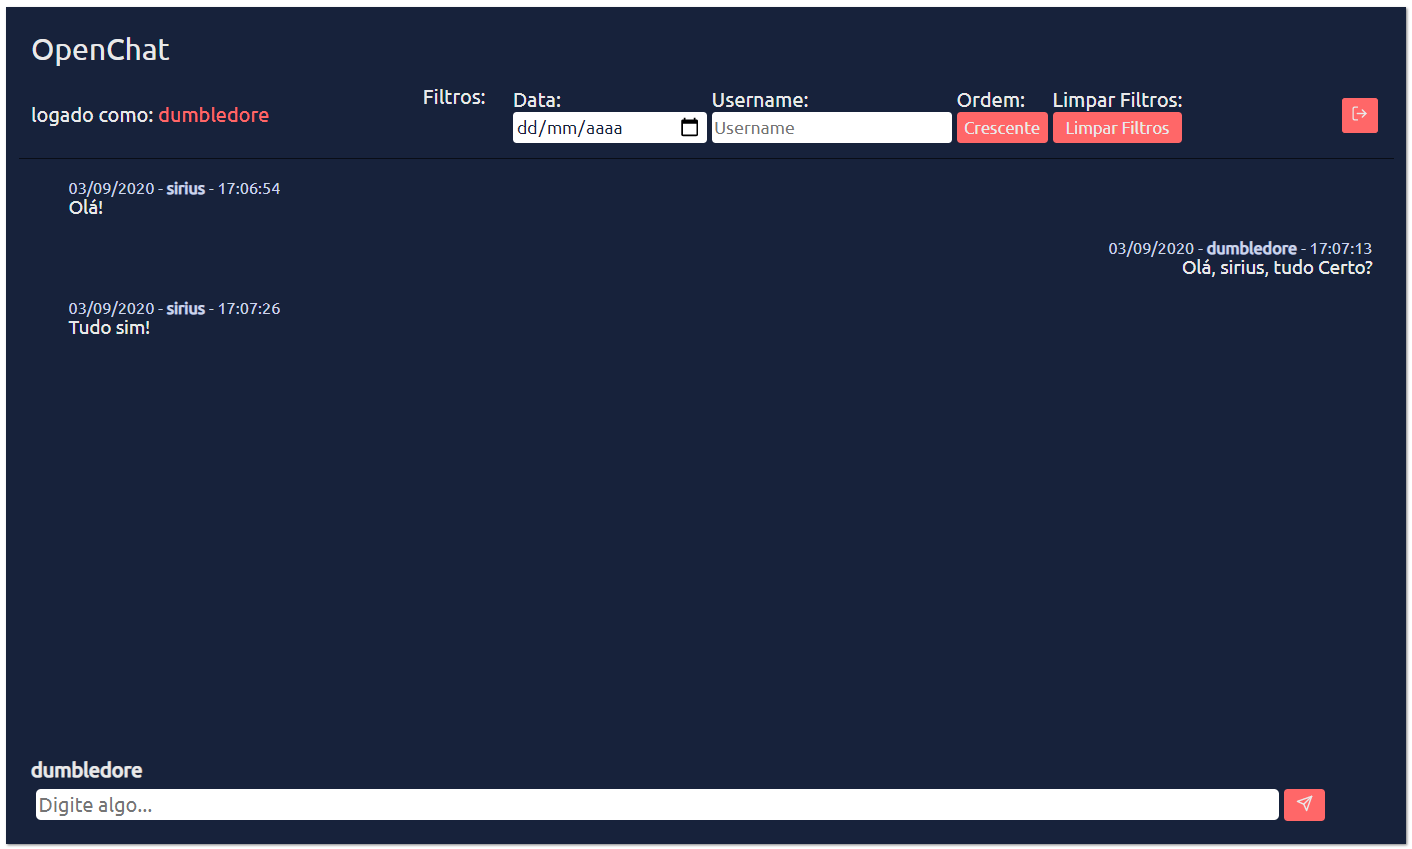 OpenChat
logado como: dumbledore
Filtros:
Data:
Username:
Ordem:
Limpar Filtros:
dd/mm/aaaa
Username
Crescente
Limpar Filtros
03/09/2020 - sirius - 17:06:54
Olá!
03/09/2020 - dumbledore - 17:07:13
Olá, sirius, tudo Certo?
03/09/2020 - sirius - 17:07:26
Tudo sim!
dumbledore
Digite algo...